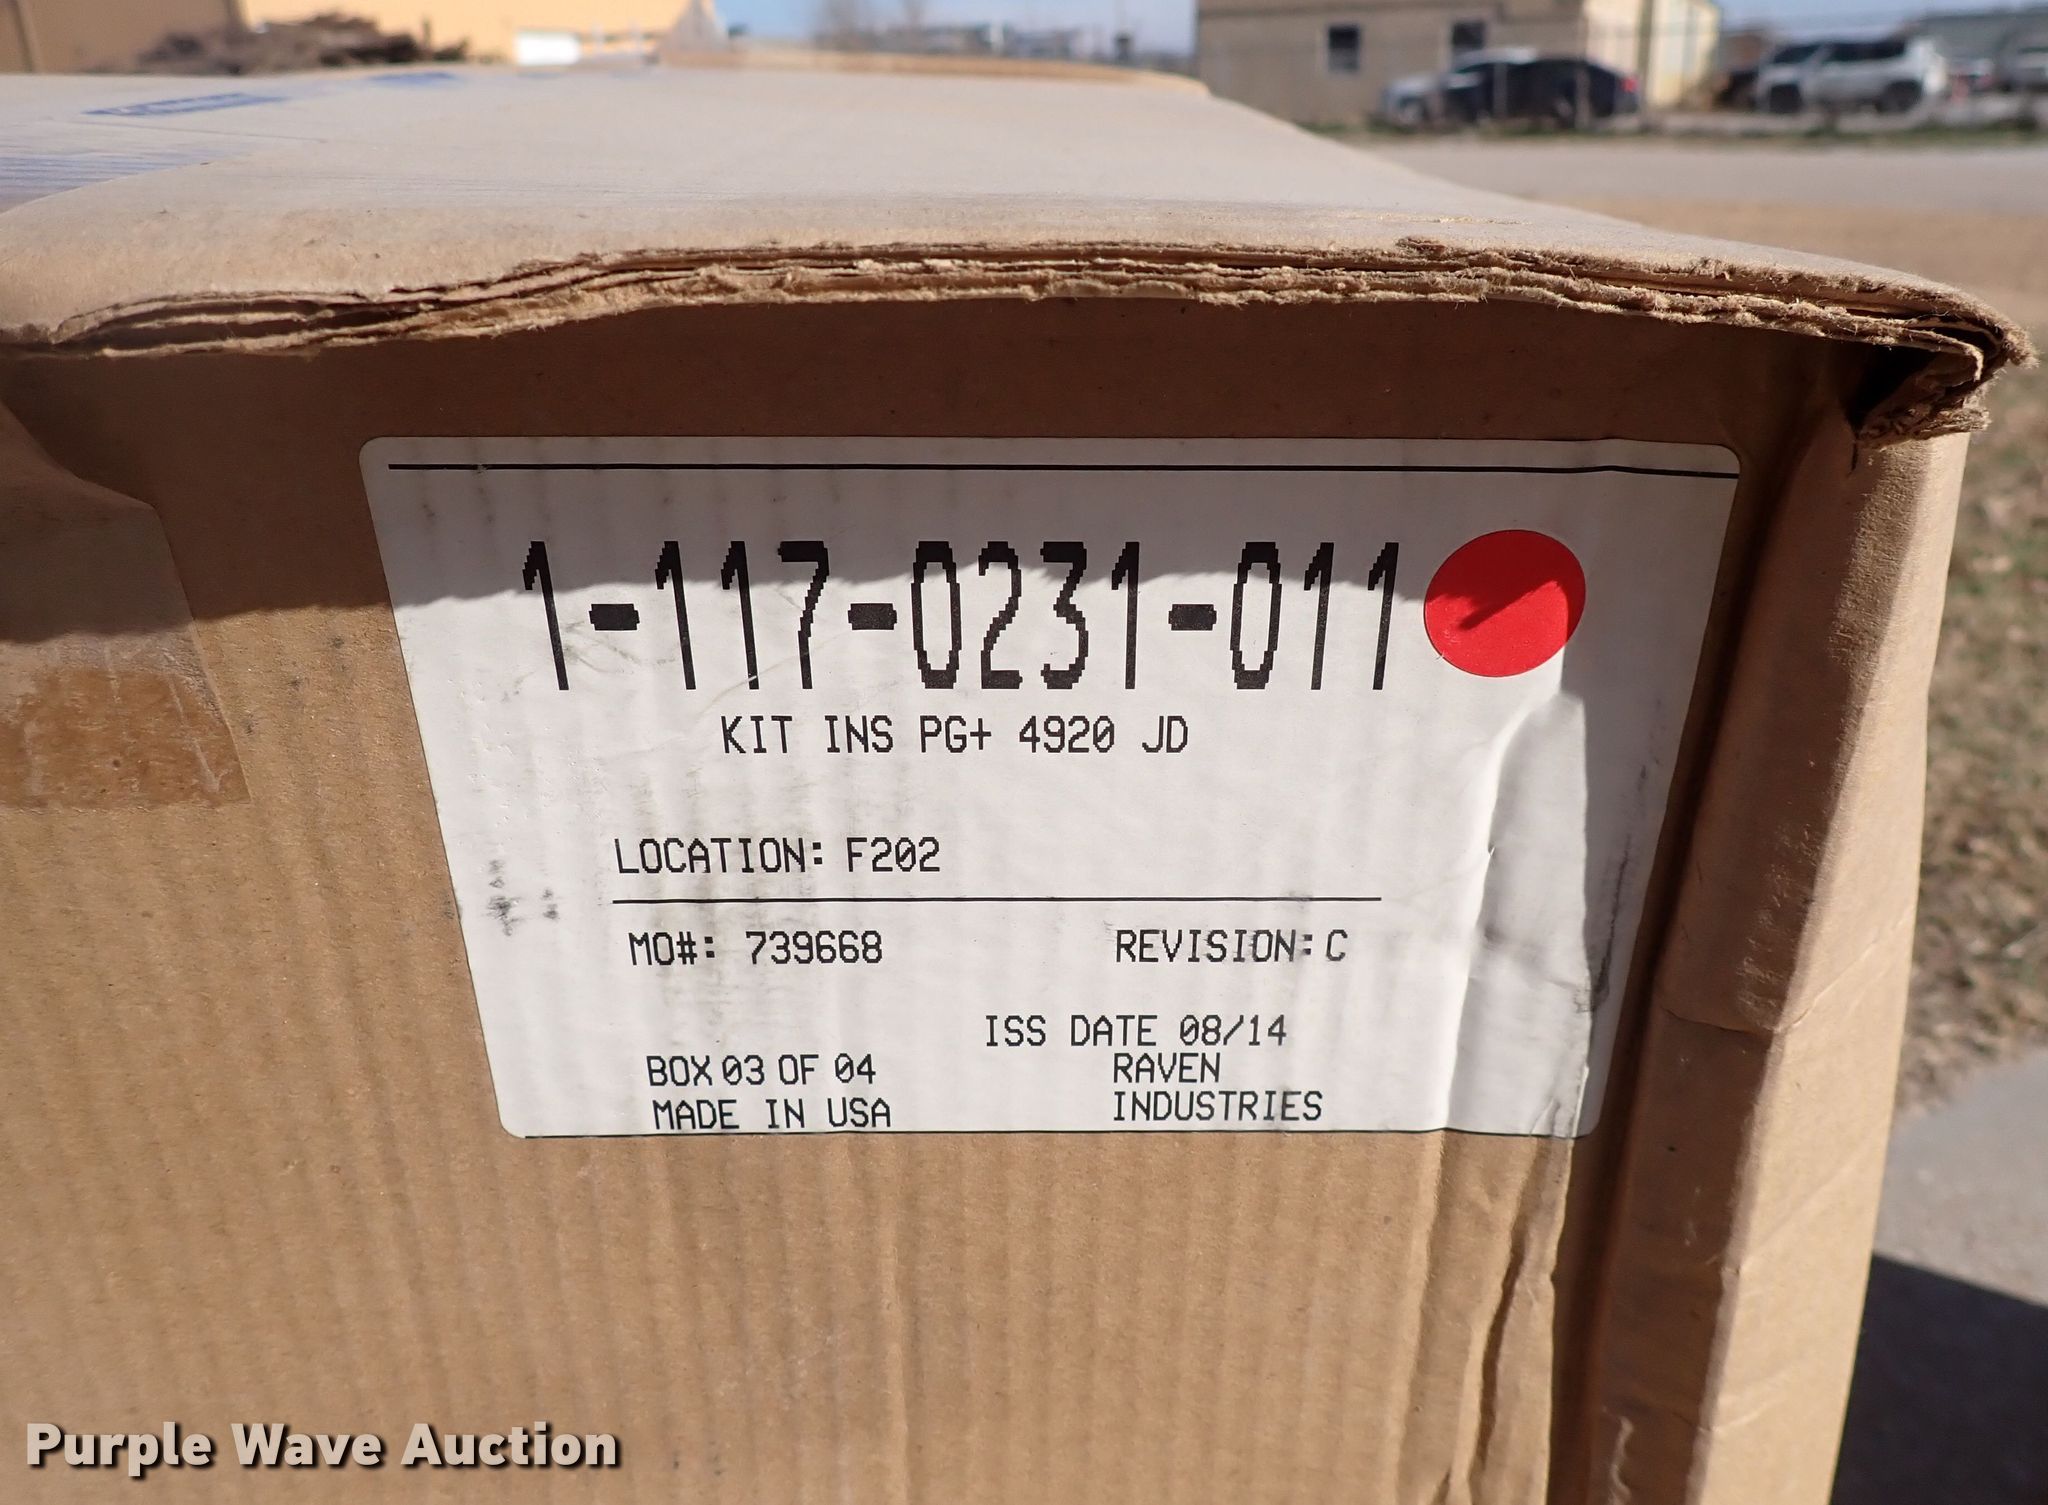 1-117-0231-011
KIT INS PG+ 4920 JD
LOCATION: F202
MO#: 739668 REVISION: C
ISS DATE 08/14
BOX 03 OF 04 RAVEN
MADE IN USA INDUSTRIES
Purple Wave Auction